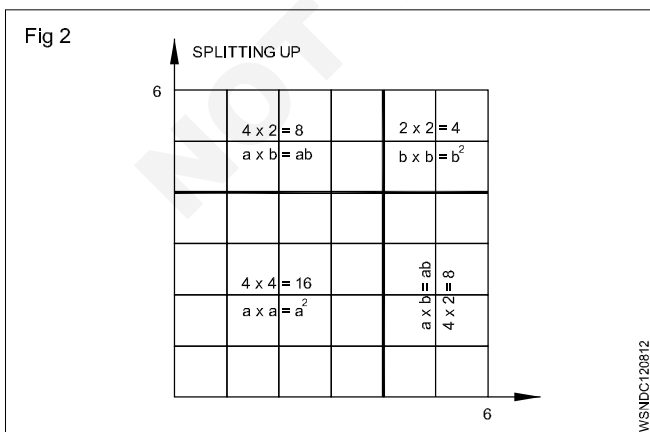 Fig 2
SPLITTING UP
6
4 x 2 = 8
a x b = ab
2 x 2 = 4
b x b = b²
4 x 4 = 16
a x a = a²
a x b = ab
4 x 2 = 8
6
WSNDC120812
NOT